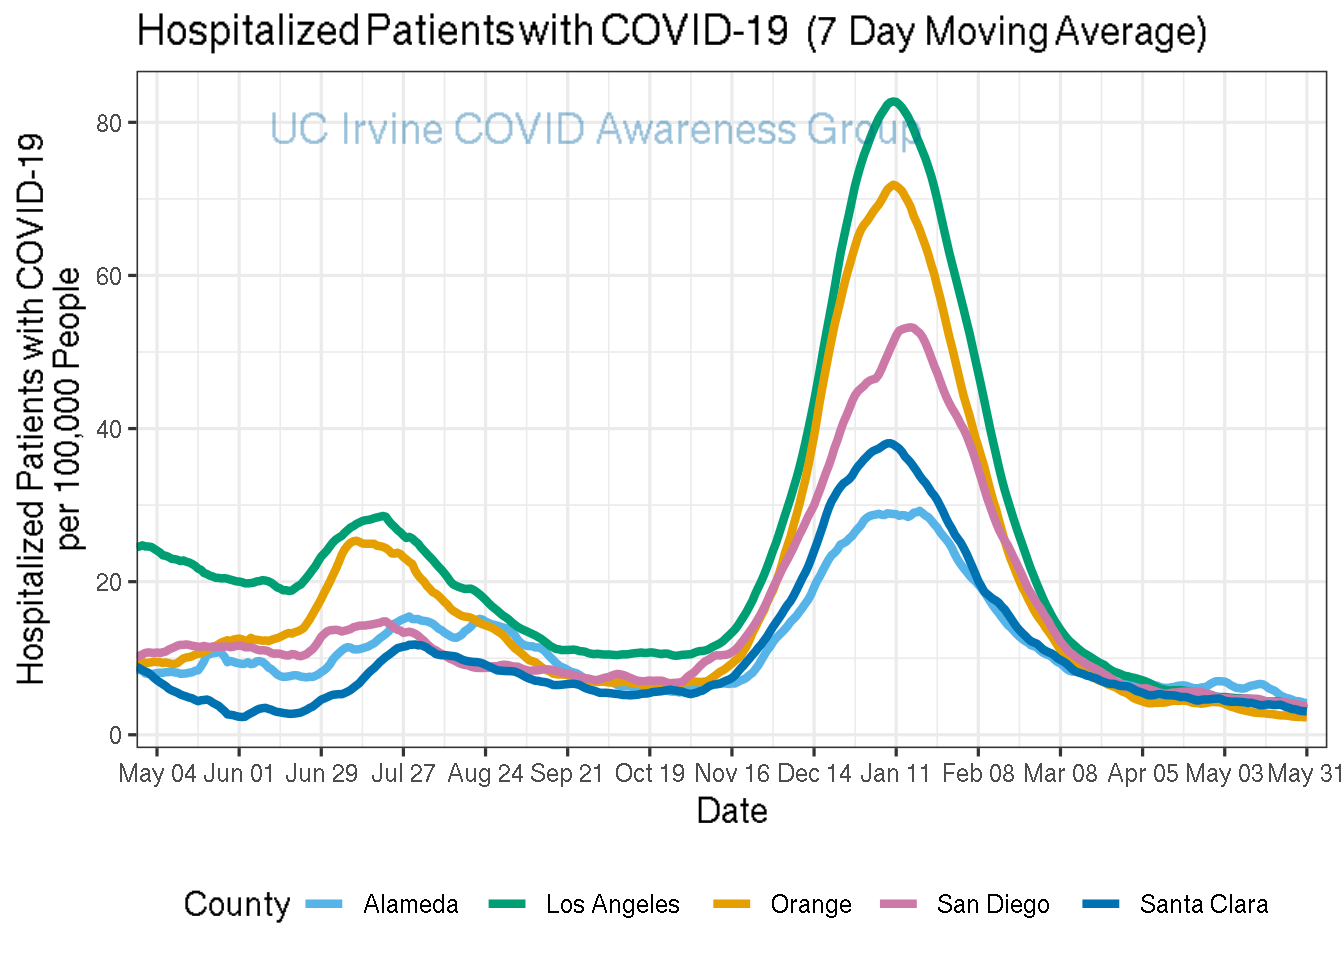 Hospitalized Patients with COVID-19 (7 Day Moving Average)
UC Irvine COVID Awareness Group
Hospitalized Patients with COVID-19
per 100,000 People
80
60
40
20
0
May 04 Jun 01 Jun 29 Jul 27 Aug 24 Sep 21 Oct 19 Nov 16 Dec 14 Jan 11 Feb 08 Mar 08 Apr 05 May 03 May 31
Date
County Alameda Los Angeles Orange San Diego Santa Clara